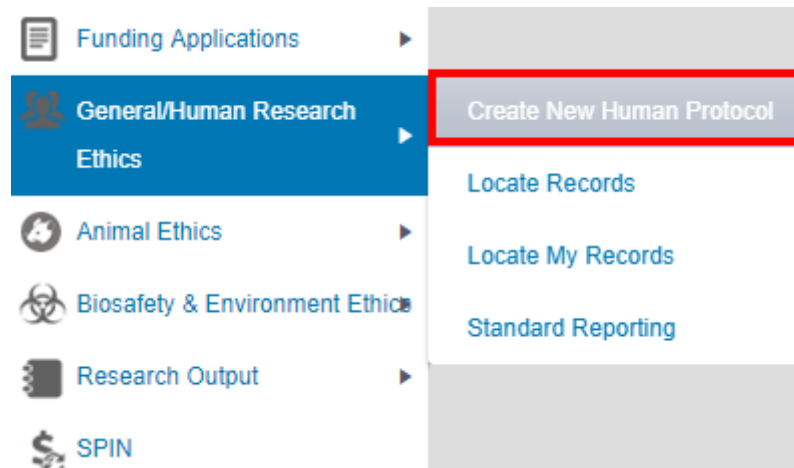 Funding Applications
General/Human Research
Ethics
Animal Ethics
Biosafety & Environment Ethics
Research Output
SPIN
Create New Human Protocol
Locate Records
Locate My Records
Standard Reporting